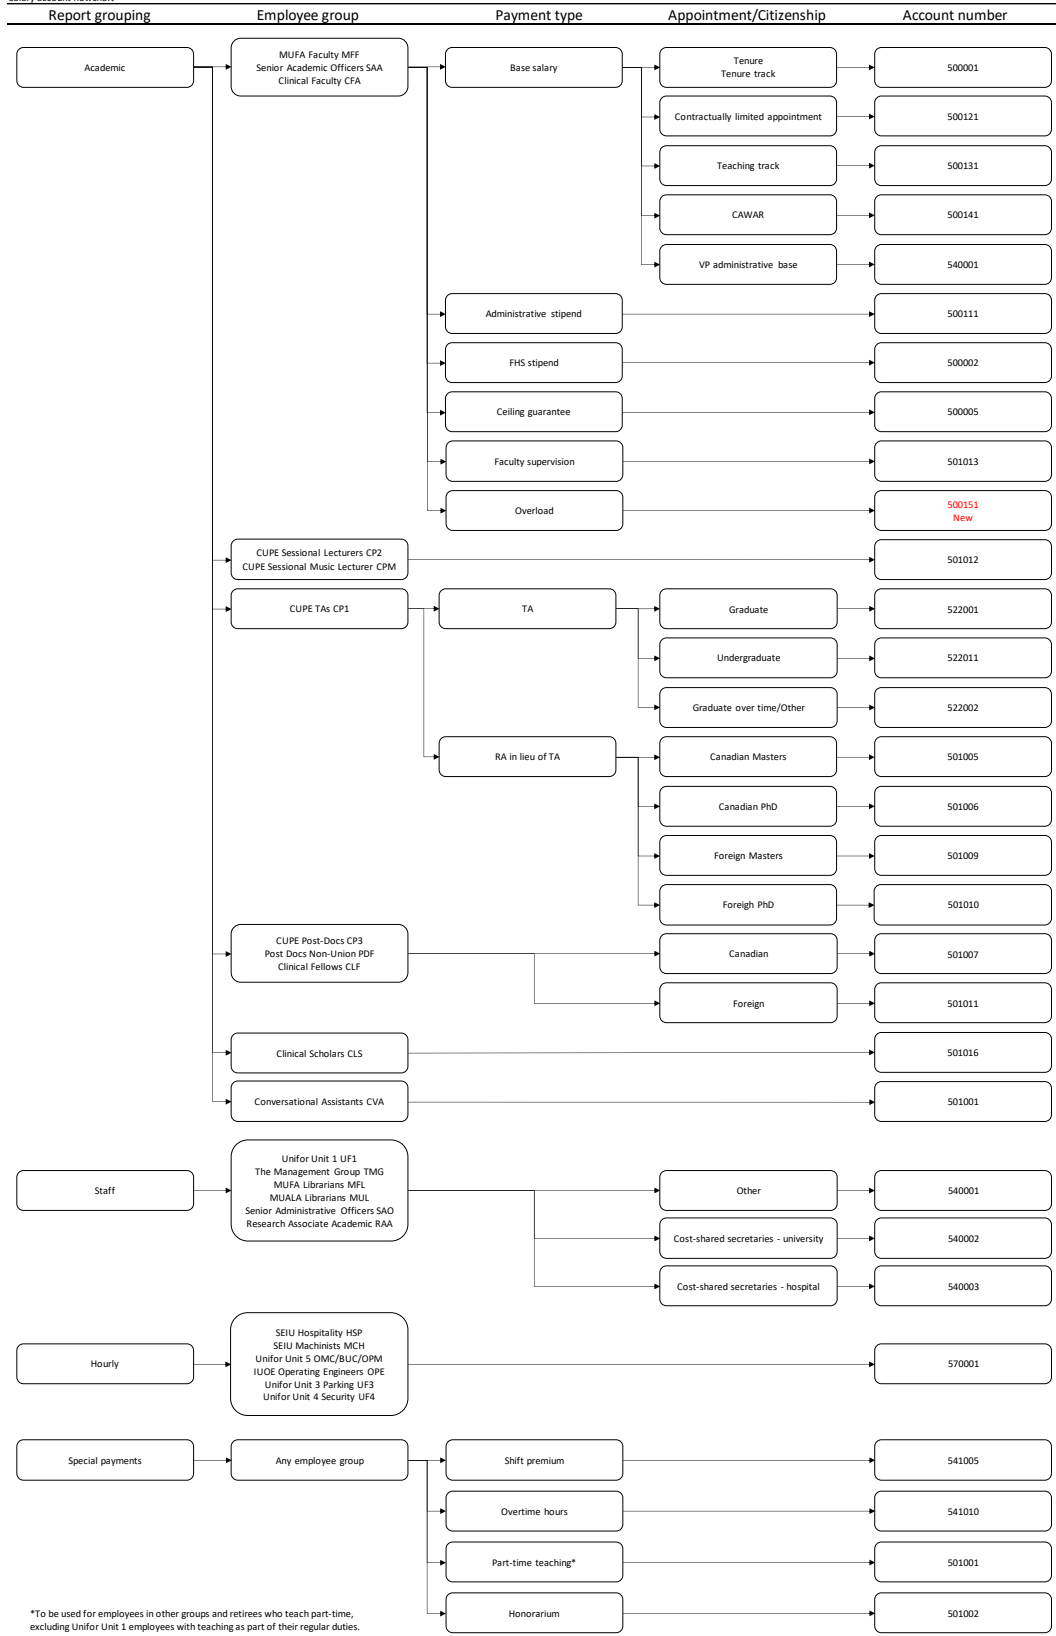 Report grouping Employee group Payment type Appointment/Citizenship Account number
Academic
MUFA Faculty MFF
Senior Academic Officers SAA
Clinical Faculty CFA
Base salary
Tenure
Tenure track
500001
Contractually limited appointment
500121
Teaching track
500131
CAWAR
500141
VP administrative base
540001
Administrative stipend
500111
FHS stipend
500002
Ceiling guarantee
500005
Faculty supervision
501013
Overload
500151
New
CUPE Sessional Lecturers CP2
CUPE Sessional Music Lecturer CPM
501012
CUPE TAs CP1
TA
Graduate
522001
Undergraduate
522011
Graduate over time/Other
522002
RA in lieu of TA
Canadian Masters
501005
Canadian PhD
501006
Foreign Masters
501009
Foreigh PhD
501010
CUPE Post-Docs CP3
Post Docs Non-Union PDF
Clinical Fellows CLF
Canadian
501007
Foreign
501011
Clinical Scholars CLS
501016
Conversational Assistants CVA
501001
Staff
Unifor Unit 1 UF1
The Management Group TMG
MUFA Librarians MFL
MUALA Librarians MUL
Senior Administrative Officers SAO
Research Associate Academic RAA
Other
540001
Cost-shared secretaries - university
540002
Cost-shared secretaries - hospital
540003
Hourly
SEIU Hospitality HSP
SEIU Machinists MCH
Unifor Unit 5 OMC/BUC/OPM
IUOE Operating Engineers OPE
Unifor Unit 3 Parking UF3
Unifor Unit 4 Security UF4
570001
Special payments
Any employee group
Shift premium
541005
Overtime hours
541010
Part-time teaching*
501001
Honorarium
501002
*To be used for employees in other groups and retirees who teach part-time,
excluding Unifor Unit 1 employees with teaching as part of their regular duties.